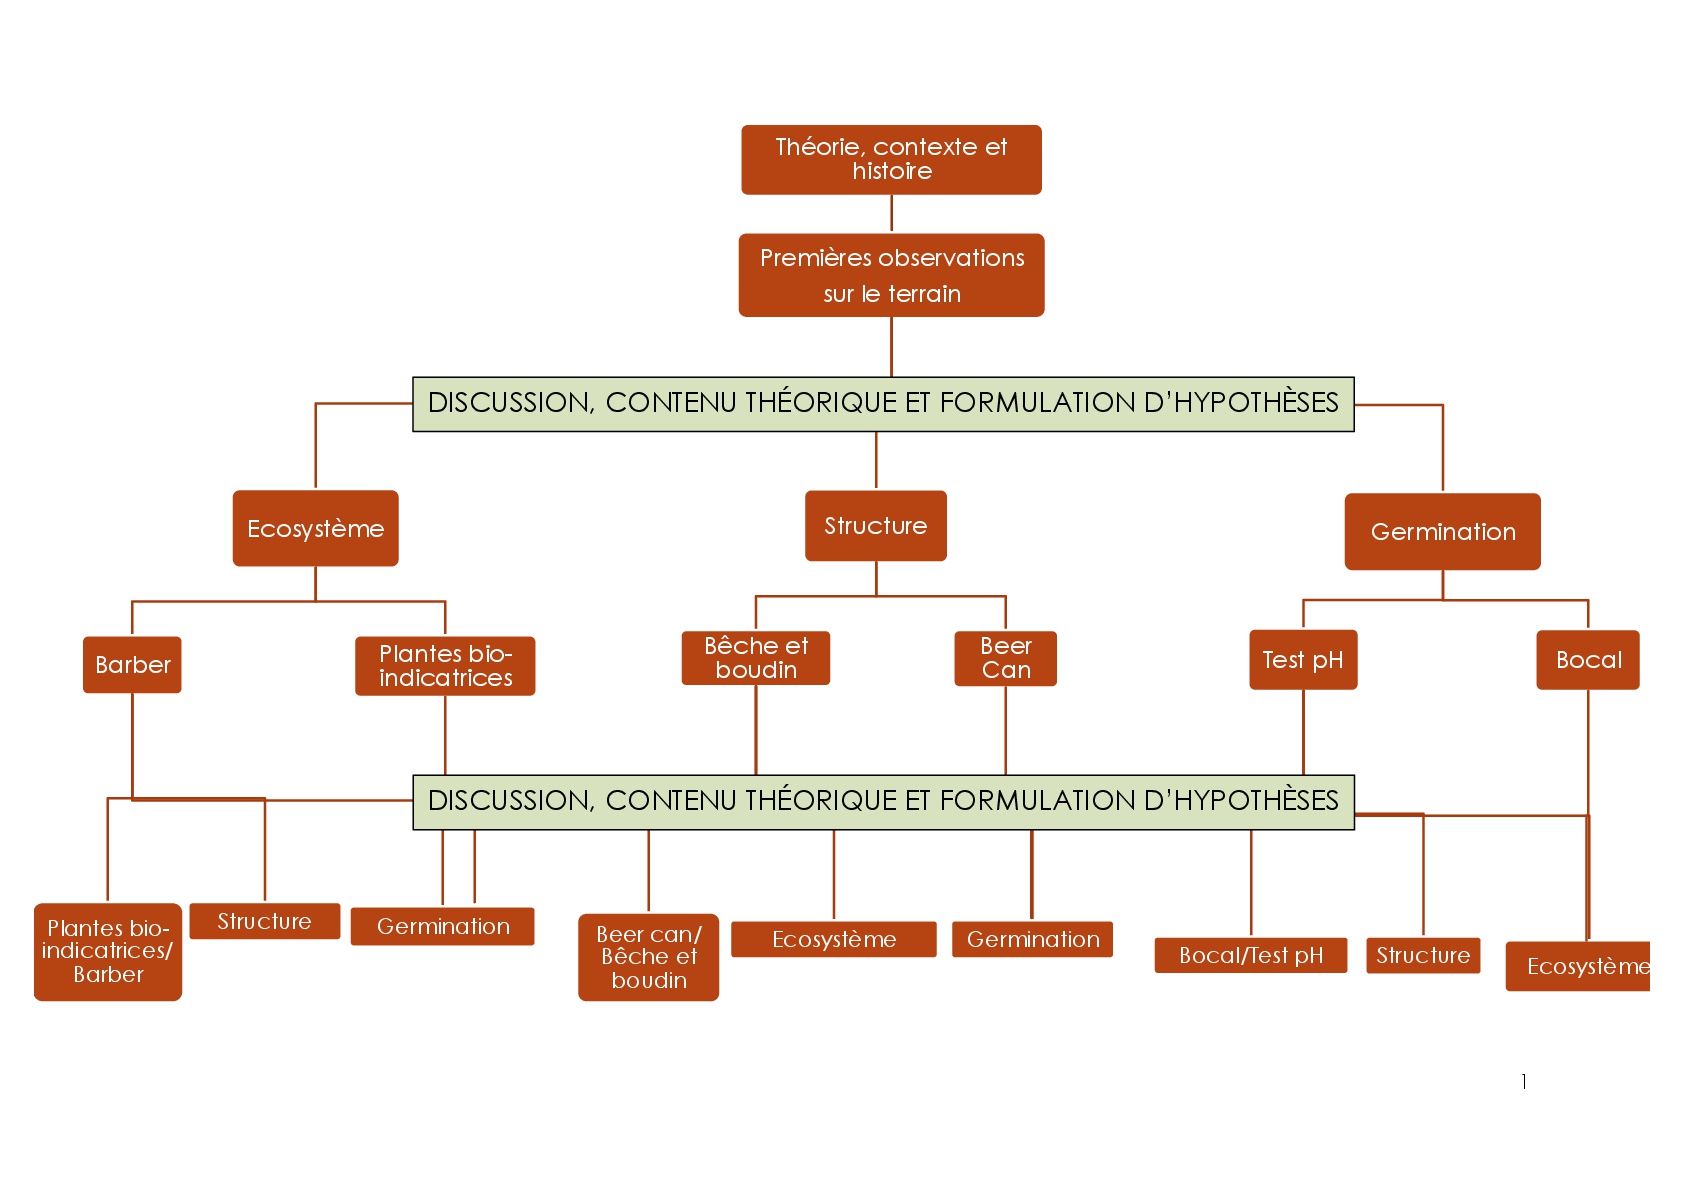 Théorie, contexte et
histoire
Premières observations
sur le terrain
DISCUSSION, CONTENU THÉORIQUE ET FORMULATION D’HYPOTHÈSES
Ecosystème
Structure
Germination
Barber
Plantes bio-
indicatrices
Bêche et
boudin
Beer
Can
Test pH
Bocal
DISCUSSION, CONTENU THÉORIQUE ET FORMULATION D’HYPOTHÈSES
Plantes bio-
indicatrices/
Barber
Structure
Germination
Beer can/
Bêche et
boudin
Ecosystème
Germination
Bocal/Test pH
Structure
Ecosystème
1